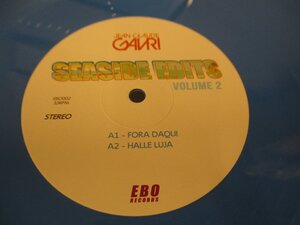 JEAN CLAUDE
GAVRI
SEASIDE EDITS
VOLUME 2
STEREO
A1 - FORA DAQUI
A2 - HALLE LUJA
EBO
RECORDS